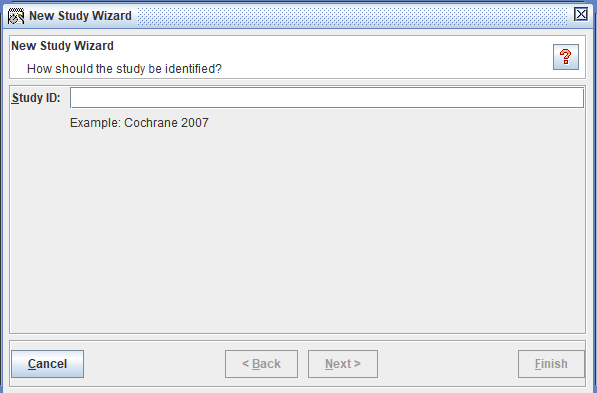 New Study Wizard
New Study Wizard
How should the study be identified?
?
Study ID:
Example: Cochrane 2007
Cancel < Back Next > Finish